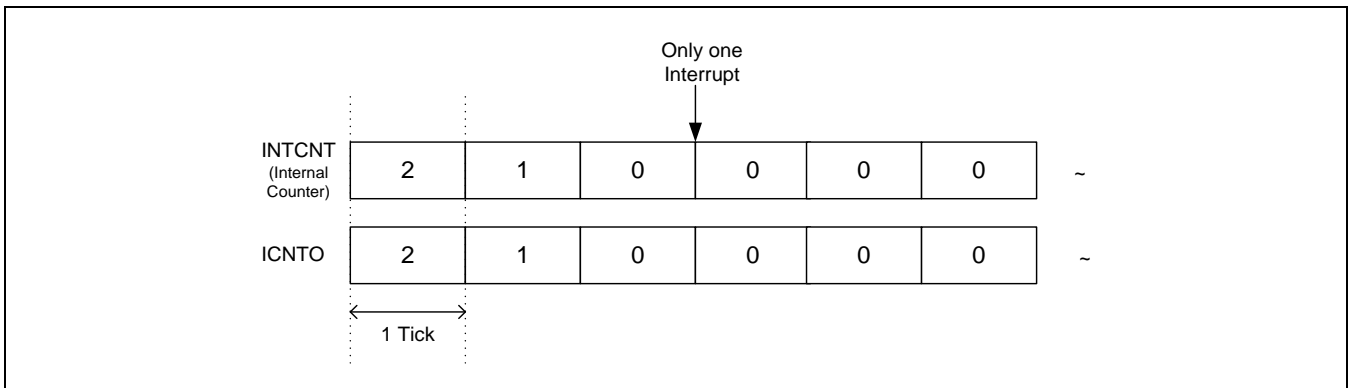 Only one
Interrupt
INTCNT
(Internal
Counter)
2 1 0 0 0 0 ~
ICNTO 2 1 0 0 0 0 ~
1 Tick